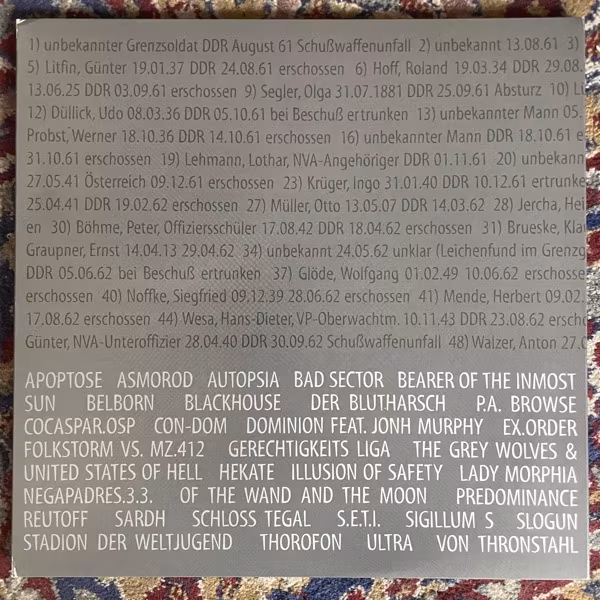 1) unbekannter Grenzsoldat DDR August 61 Schußwaffenunfall 2) unbekannt 13.08.61 3)
5) Litfin, Günter 19.01.37 DDR 24.08.61 erschossen 6) Hoff, Roland 19.03.34 DDR 29.08.
13.06.25 DDR 03.09.61 erschossen 9) Segler, Olga 31.07.1881 DDR 25.09.61 Absturz 10) L
12) Düllick, Udo 08.03.36 DDR 05.10.61 bei Beschuß ertrunken 13) unbekannter Mann 05.
Probst, Werner 18.10.36 DDR 14.10.61 erschossen 16) unbekannter Mann DDR 18.10.61 e
31.10.61 erschossen 19) Lehmann, Lothar, NVA-Angehöriger DDR 01.11.61 20) unbekann
27.05.41 Österreich 09.12.61 erschossen 23) Krüger, Ingo 31.01.40 DDR 10.12.61 ertrunke
25.04.41 DDR 19.02.62 erschossen 27) Müller, Otto 13.05.07 DDR 14.03.62 28) Jercha, Hei
en 30) Böhme, Peter, Offiziersschüler 17.08.42 DDR 18.04.62 erschossen 31) Brueske, Kla
Graupner, Ernst 14.04.13 29.04.62 34) unbekannt 24.05.62 unklar (Leichenfund im Grenzg
DDR 05.06.62 bei Beschuß ertrunken 37) Glöde, Wolfgang 01.02.49 10.06.62 erschosse
erschossen 40) Noffke, Siegfried 09.12.39 28.06.62 erschossen 41) Mende, Herbert 09.02.
17.08.62 erschossen 44) Wesa, Hans-Dieter, VP-Oberwachtm. 10.11.43 DDR 23.08.62 ersch
Günter, NVA-Unteroffizier 28.04.40 DDR 30.09.62 Schußwaffenunfall 48) Walzer, Anton 27.0
APOPTOSE ASMOROD AUTOPSIA BAD SECTOR BEARER OF THE INMOST
SUN BELBORN BLACKHOUSE DER BLUTHARSCH P.A. BROWSE
COCASPAR.OSP CON-DOM DOMINION FEAT. JONH MURPHY EX.ORDER
FOLKSTORM VS. MZ.412 GERECHTIGKEITS LIGA THE GREY WOLVES &
UNITED STATES OF HELL HEKATE ILLUSION OF SAFETY LADY MORPHIA
NEGAPADRES.3.3. OF THE WAND AND THE MOON PREDOMINANCE
REUTOFF SARDH SCHLOSS TEGAL S.E.T.I. SIGILLUM S SLOGUN
STADION DER WELTJUGEND THOROFON ULTRA VON THRONSTAHL